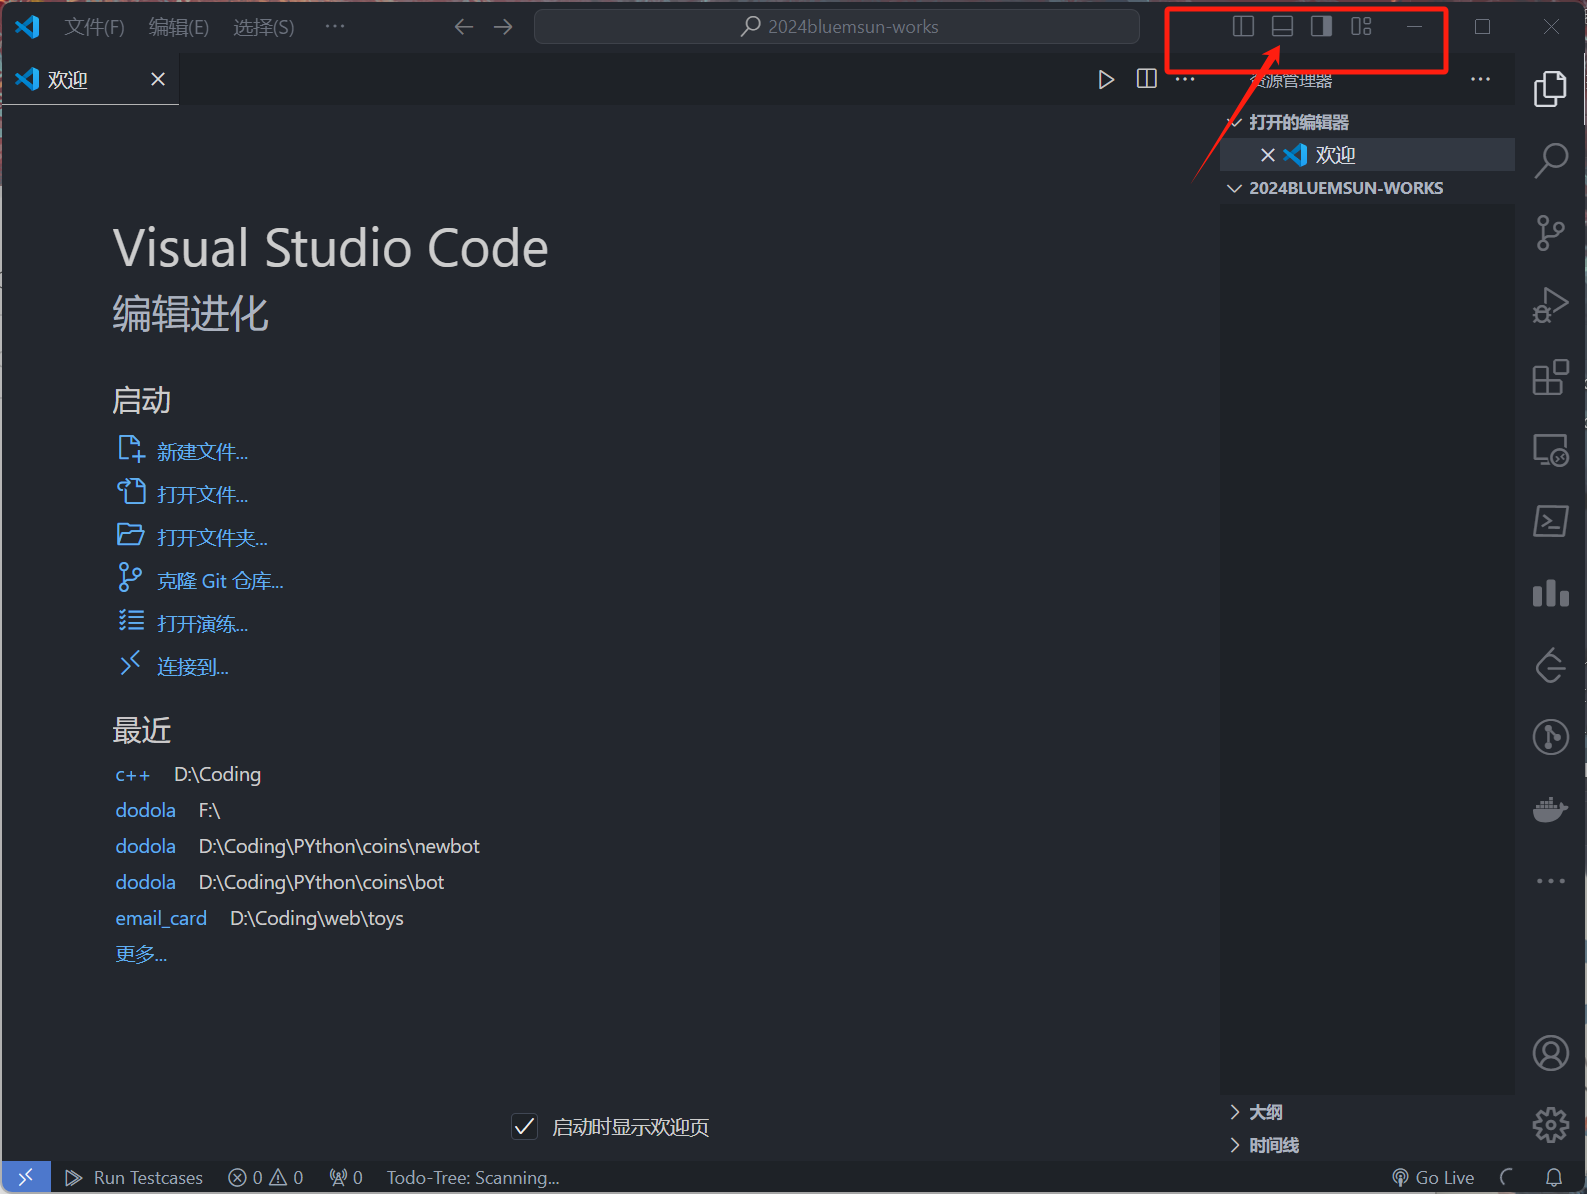 文件(F) 编辑(E) 选择(S) ··· 2024bluemsun-works
欢迎
资源管理器
打开的编辑器
欢迎
2024BLUEMSUN-WORKS
Visual Studio Code
编辑进化
启动
新建文件...
打开文件...
打开文件夹...
克隆 Git 仓库...
打开演练...
连接到...
最近
c++ D:\Coding
dodola F:\
dodola D:\Coding\PYthon\coins\newbot
dodola D:\Coding\PYthon\coins\bot
email_card D:\Coding\web\toys
更多...
启动时显示欢迎页
大纲
时间线
Run Testcases 0 0 0 Todo-Tree: Scanning... Go Live